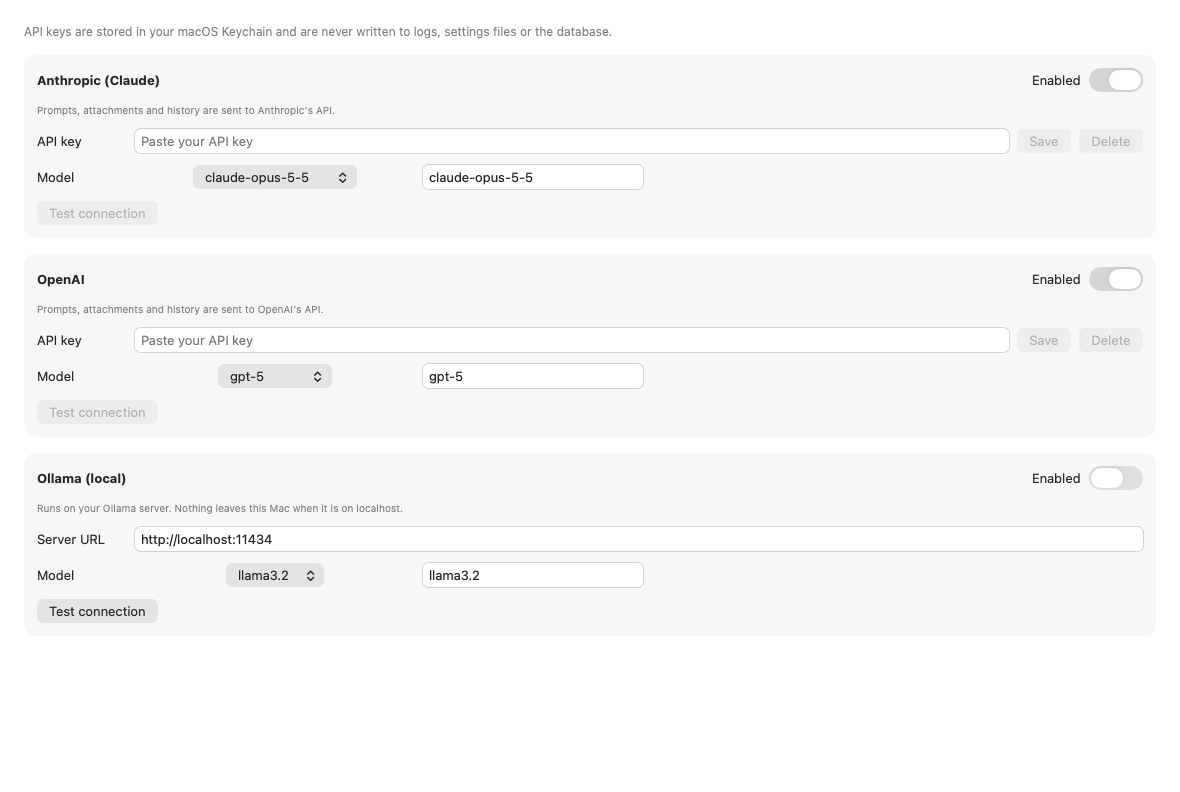 API keys are stored in your macOS Keychain and are never written to logs, settings files or the database.
Anthropic (Claude) Enabled
Prompts, attachments and history are sent to Anthropic's API.
API key Paste your API key Save Delete
Model claude-opus-5-5 claude-opus-5-5
Test connection
OpenAI Enabled
Prompts, attachments and history are sent to OpenAI's API.
API key Paste your API key Save Delete
Model gpt-5 gpt-5
Test connection
Ollama (local) Enabled
Runs on your Ollama server. Nothing leaves this Mac when it is on localhost.
Server URL http://localhost:11434
Model llama3.2 llama3.2
Test connection